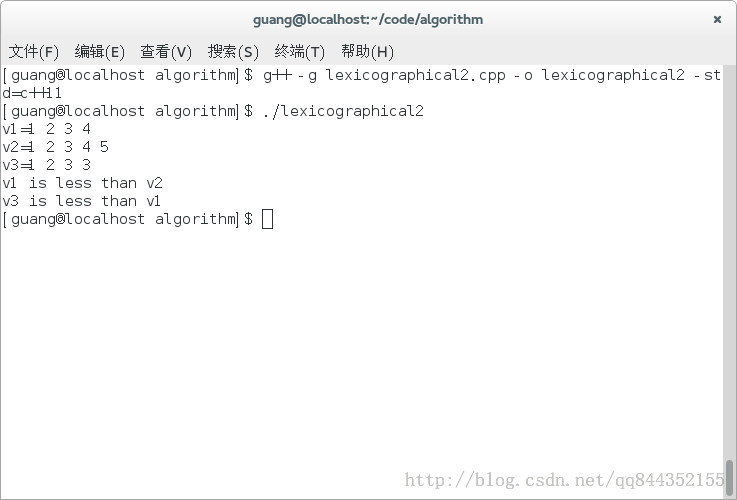 guang@localhost:~/code/algorithm
文件(F) 编辑(E) 查看(V) 搜索(S) 终端(T) 帮助(H)
[guang@localhost algorithm]$ g++ -g lexicographical2.cpp -o lexicographical2 -st
d=c++11
[guang@localhost algorithm]$ ./lexicographical2
v1=1 2 3 4
v2=1 2 3 4 5
v3=1 2 3 3
v1 is less than v2
v3 is less than v1
[guang@localhost algorithm]$
http://blog.csdn.net/qq844352155